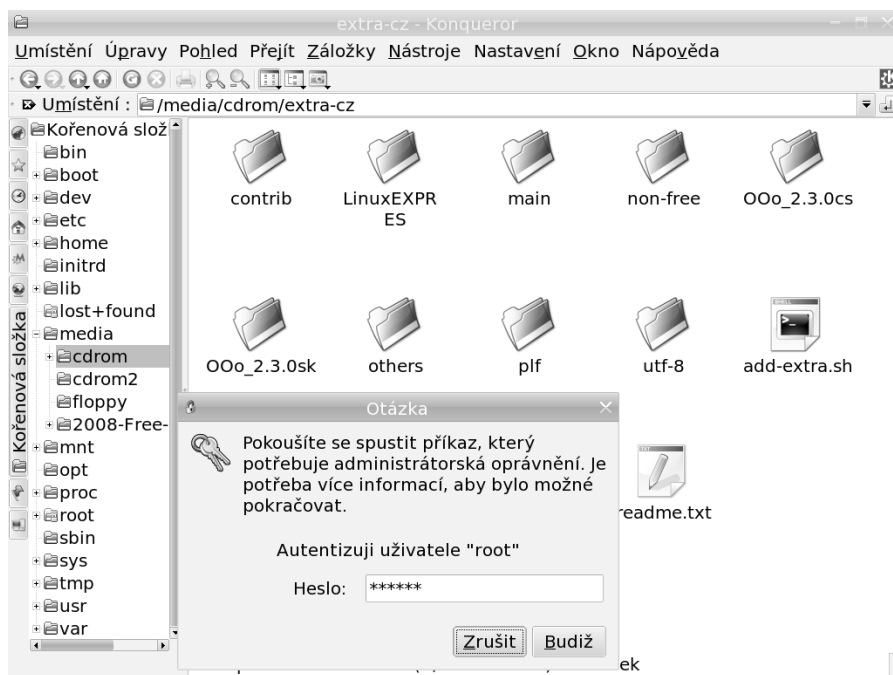 extra-cz - Konqueror
Umístění Úpravy Pohled Přejít Záložky Nástroje Nastavení Okno Nápověda
Umístění : /media/cdrom/extra-cz
Kořenová složka
Kořenová slož
bin
boot
dev
etc
home
initrd
lib
lost+found
media
cdrom
cdrom2
floppy
2008-Free-
mnt
opt
proc
root
sbin
sys
tmp
usr
var
contrib
LinuxEXPR
ES
main
non-free
OOo_2.3.0cs
OOo_2.3.0sk
others
plf
utf-8
SHELL
add-extra.sh
TXT
readme.txt
Otázka
Pokoušíte se spustit příkaz, který
potřebuje administrátorská oprávnění. Je
potřeba více informací, aby bylo možné
pokračovat.
Autentizuji uživatele "root"
Heslo: ******
Zrušit Budiž
ek